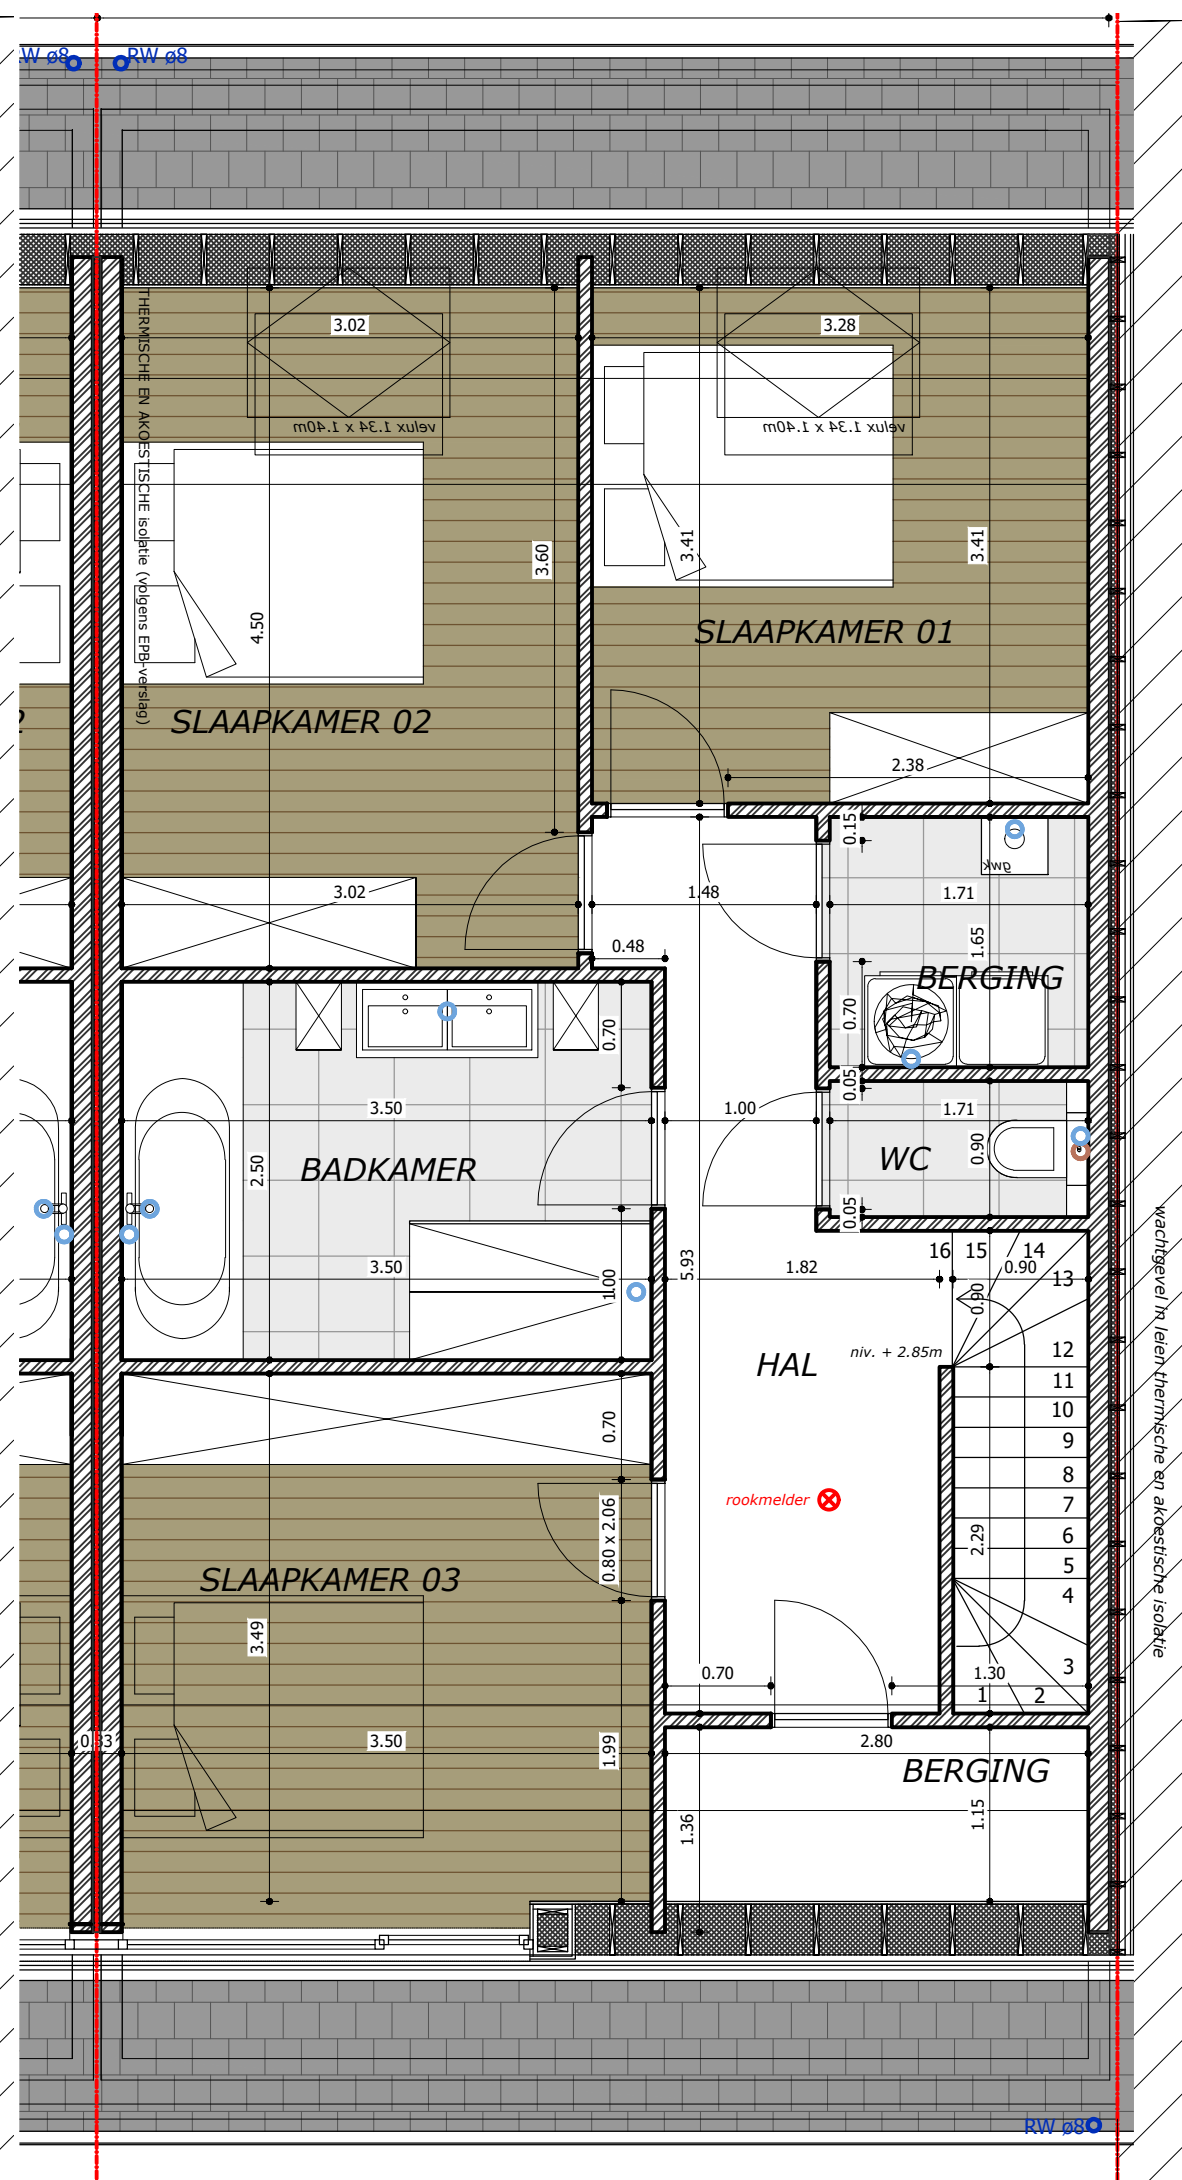 RW ø8
RW ø8
3.02
3.28
velux 1.34 x 1.40m
velux 1.34 x 1.40m
THERMISCHE EN AKOESTISCHE isolatie (volgens EPB-verslag)
3.60
3.41
3.41
4.50
SLAAPKAMER 01
2
SLAAPKAMER 02
2.38
0.15
gwk
3.02
1.48
1.71
0.48
1.65
BERGING
0.70
0.70
0.05
3.50
1.00
1.71
2.50
BADKAMER
WC
0.90
0.05
wachtgevel in leien thermische en akoestische isolatie
16
15
14
3.50
1.00
5.93
1.82
0.90
0.90
13
niv. + 2.85m
12
HAL
11
0.70
10
9
8
rookmelder
7
0.80 x 2.06
2.29
6
5
SLAAPKAMER 03
4
3.49
0.70
1.30
3
1
2
0.33
3.50
1.99
2.80
BERGING
1.36
1.15
RW ø8